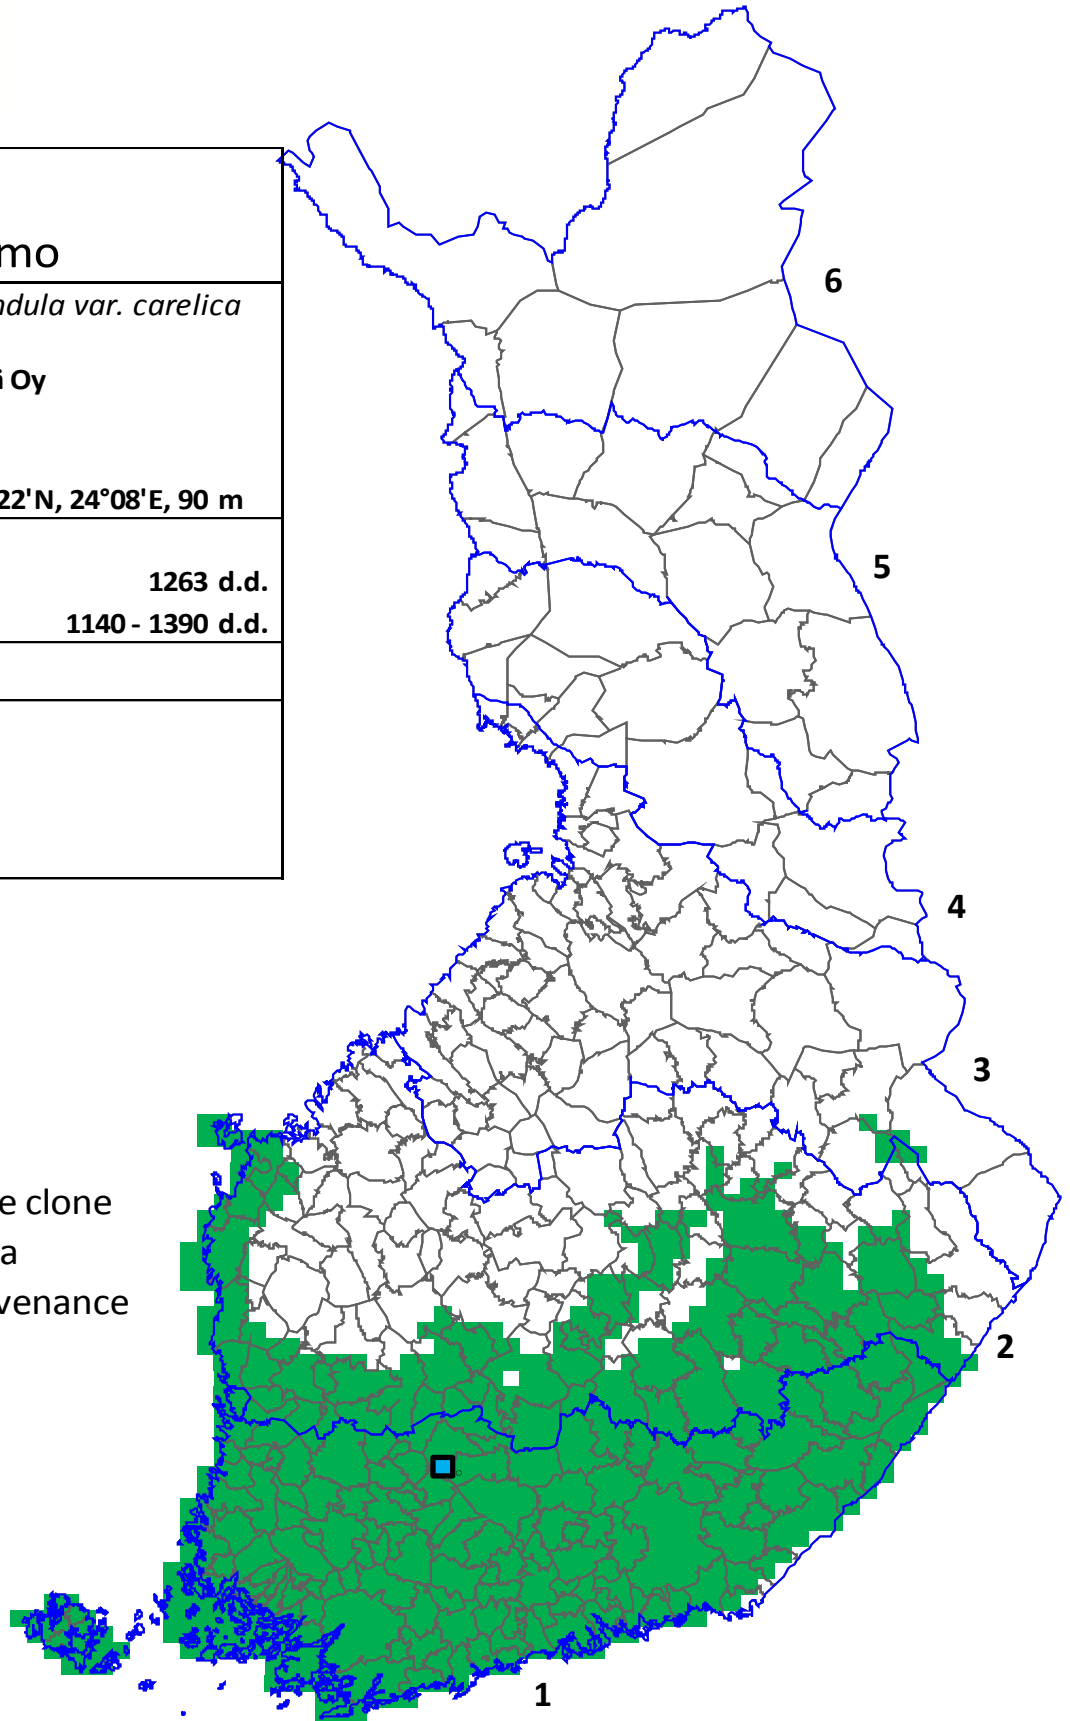 mo
ndula var. carelica
Oy
22'N, 24°08'E, 90 m
1263 d.d.
1140 - 1390 d.d.
e clone
a
venance
6
5
4
3
2
1